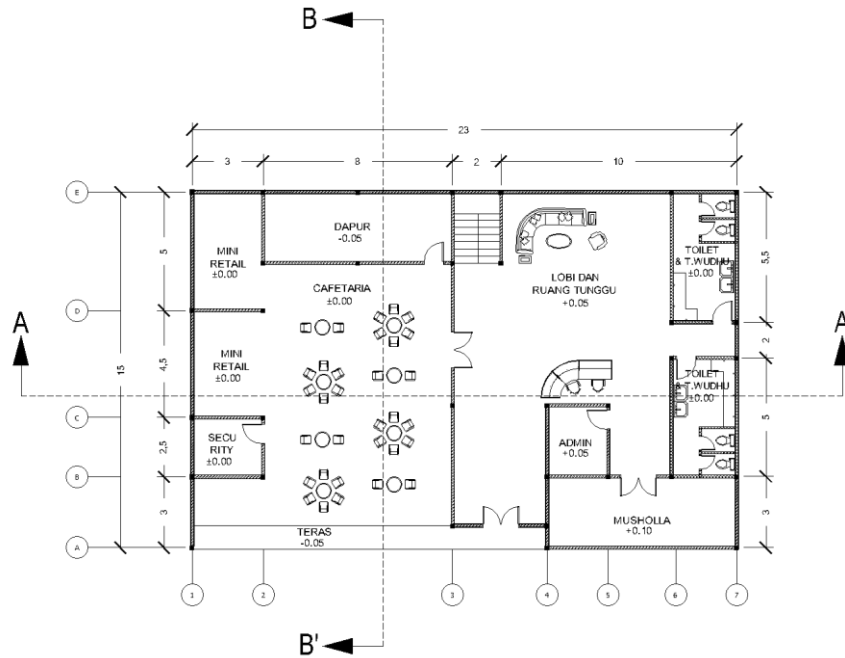 B
23
3
8
2
10
E
D
C
B
A
15
5
4,5
2,5
3
5,5
2
5
3
A
A
DAPUR
-0.05
MINI
RETAIL
±0.00
CAFETARIA
±0.00
LOBI DAN
RUANG TUNGGU
+0.05
TOILET
& T.WUDHU
±0.00
MINI
RETAIL
±0.00
TOILET
& T.WUDHU
±0.00
SECU
RITY
±0.00
ADMIN
+0.05
MUSHOLLA
+0.10
TERAS
-0.05
1
2
3
4
5
6
7
B'